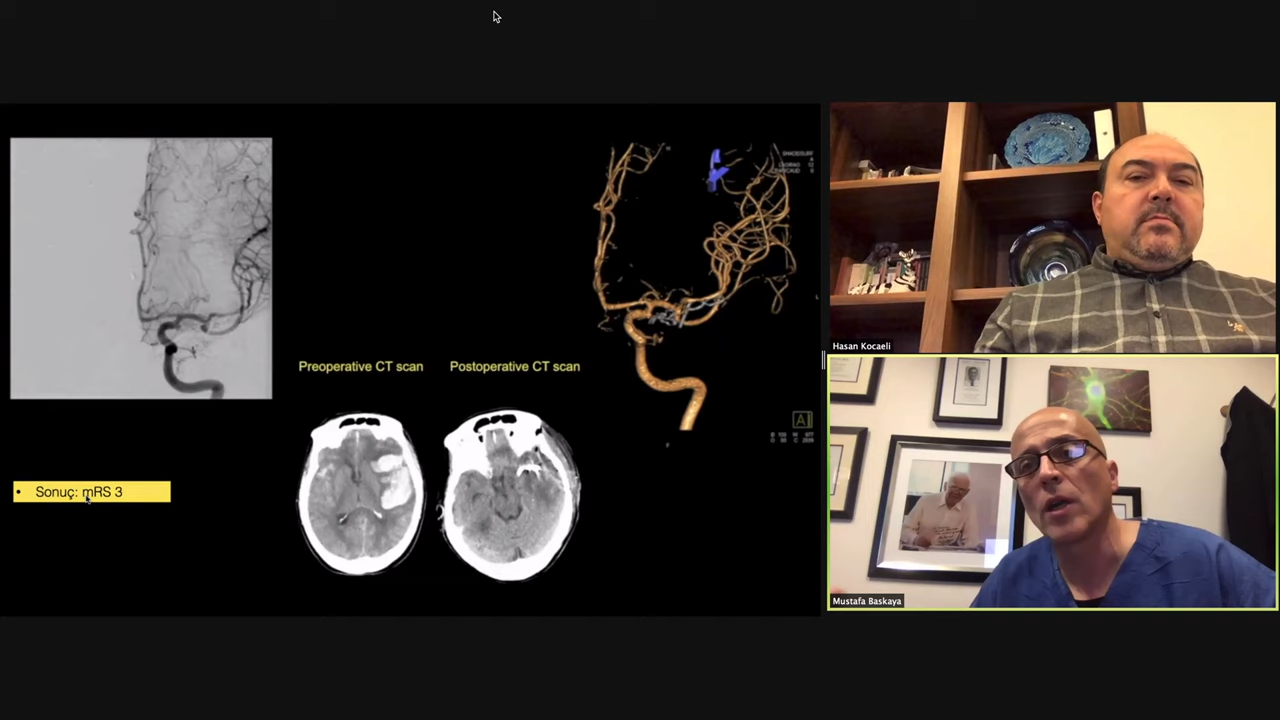 Preoperative CT scan
Postoperative CT scan
• Sonuç: mRS 3
A
Hasan Kocaeli
Mustafa Baskaya